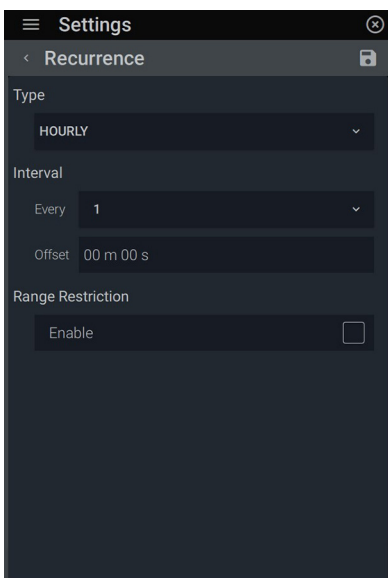 Settings
Recurrence
Type
HOURLY
Interval
Every 1
Offset 00 m 00 s
Range Restriction
Enable